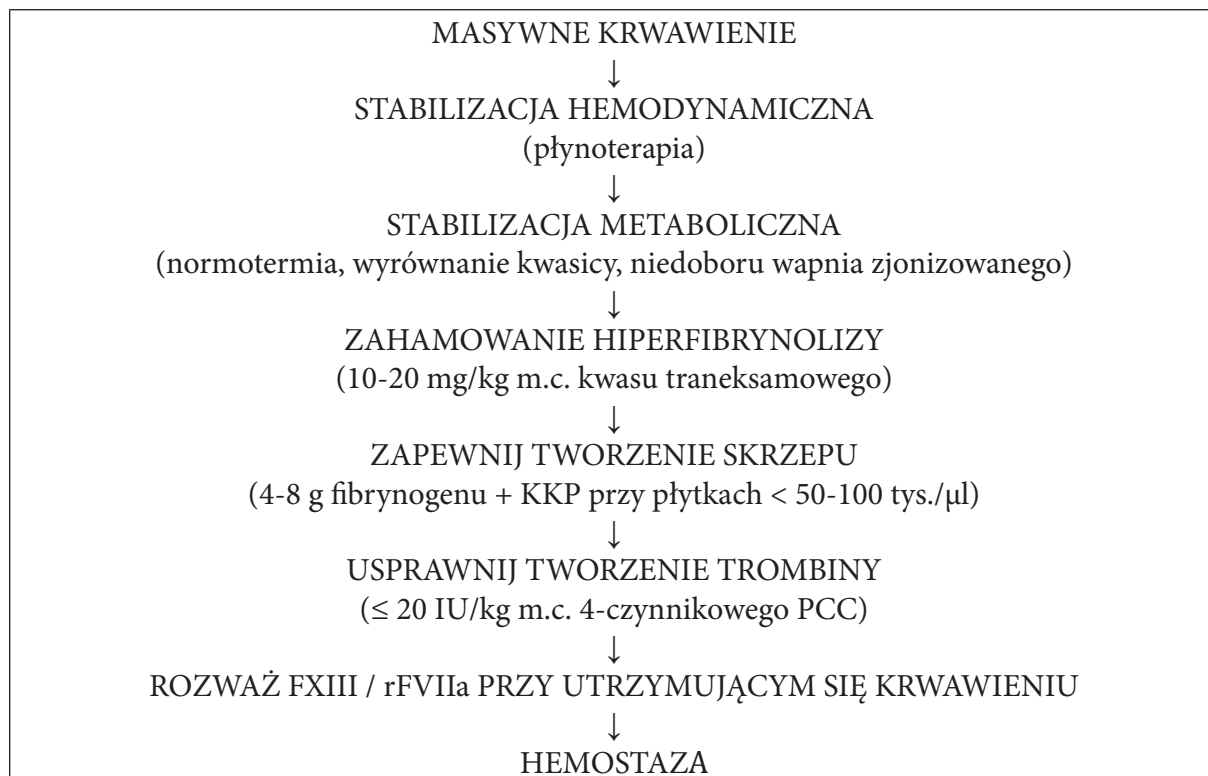 MASYWNE KRWAWIENIE
↓
STABILIZACJA HEMODYNAMICZNA
(płynoterapia)
↓
STABILIZACJA METABOLICZNA
(normotermia, wyrównanie kwasicy, niedoboru wapnia zjonizowanego)
↓
ZAHAMOWANIE HIPERFIBRYNOLIZY
(10-20 mg/kg m.c. kwasu traneksamowego)
↓
ZAPEWNIJ TWORZENIE SKRZEPU
(4-8 g fibrynogenu + KKP przy płytkach < 50-100 tys./μl)
↓
USPRAWNIJ TWORZENIE TROMBINY
(≤ 20 IU/kg m.c. 4-czynnikowego PCC)
↓
ROZWAŻ FXIII / rFVIIa PRZY UTRZYMUJĄCYM SIĘ KRWAWIENIU
↓
HEMOSTAZA